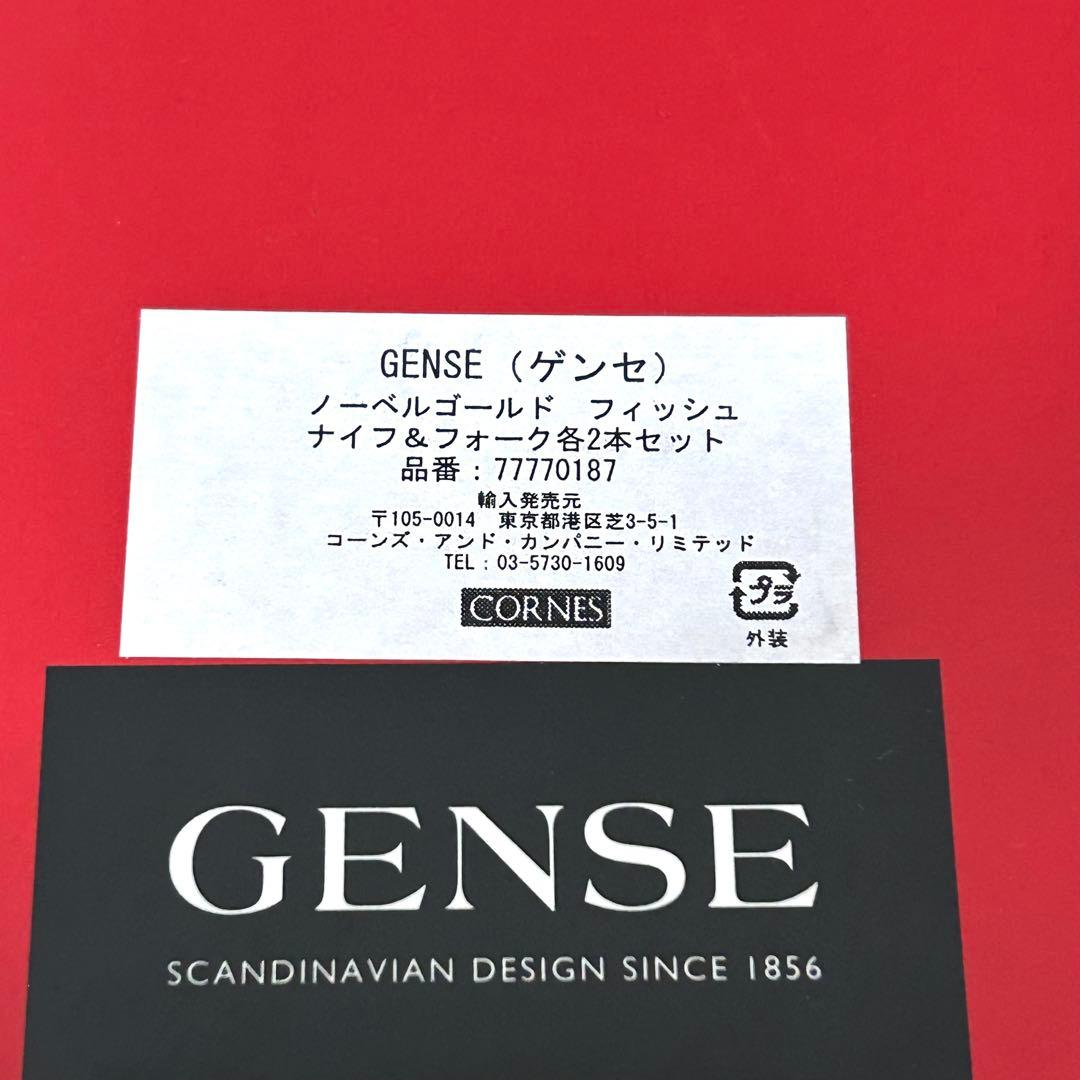 GENSE（ゲンセ）
ノーベルゴールド　フィッシュ
ナイフ＆フォーク各2本セット
品番：77770187
輸入発売元
〒105-0014　東京都港区芝3-5-1
コーンズ・アンド・カンパニー・リミテッド
TEL：03-5730-1609
CORNES
プラ
外装
GENSE
SCANDINAVIAN DESIGN SINCE 1856